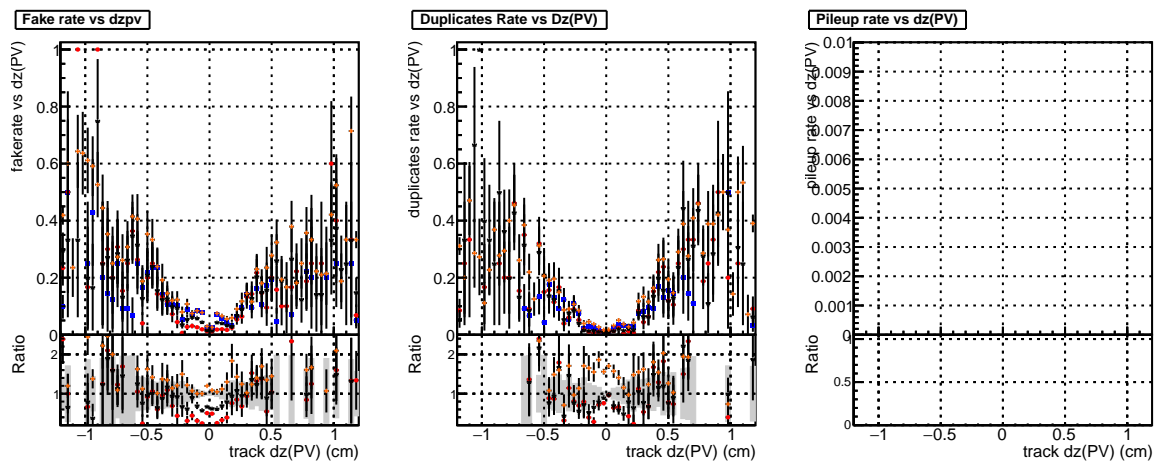 Fake rate vs dzpv
fakerate vs dz(PV)
1
0.8
0.6
0.4
0.2
0
Ratio
2
1
−1 −0.5 0 0.5 1
track dz(PV) (cm)
Duplicates Rate vs Dz(PV)
duplicates rate vs dz(PV)
1
0.8
0.6
0.4
0.2
0
Ratio
2
1
−1 −0.5 0 0.5 1
track dz(PV) (cm)
Pileup rate vs dz(PV)
pileup rate vs dz(PV)
0.01
0.009
0.008
0.007
0.006
0.005
0.004
0.003
0.002
0.001
0
Ratio
1
0.5
0
−1 −0.5 0 0.5 1
track dz(PV) (cm)